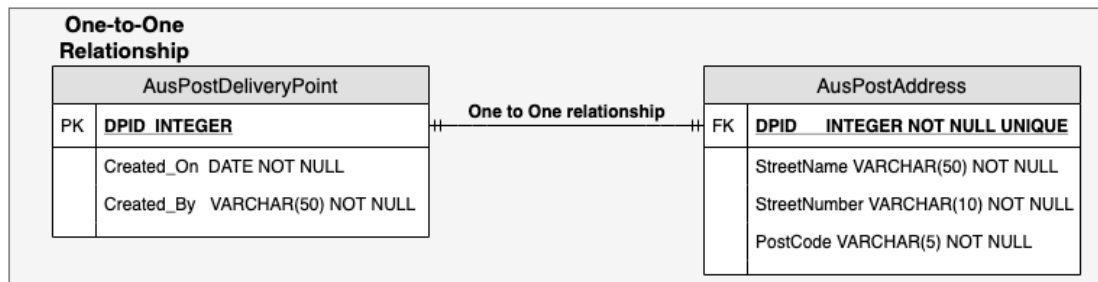 One-to-One
Relationship
AusPostDeliveryPoint
PK DPID INTEGER
Created_On DATE NOT NULL
Created_By VARCHAR(50) NOT NULL
One to One relationship
AusPostAddress
FK DPID INTEGER NOT NULL UNIQUE
StreetName VARCHAR(50) NOT NULL
StreetNumber VARCHAR(10) NOT NULL
PostCode VARCHAR(5) NOT NULL